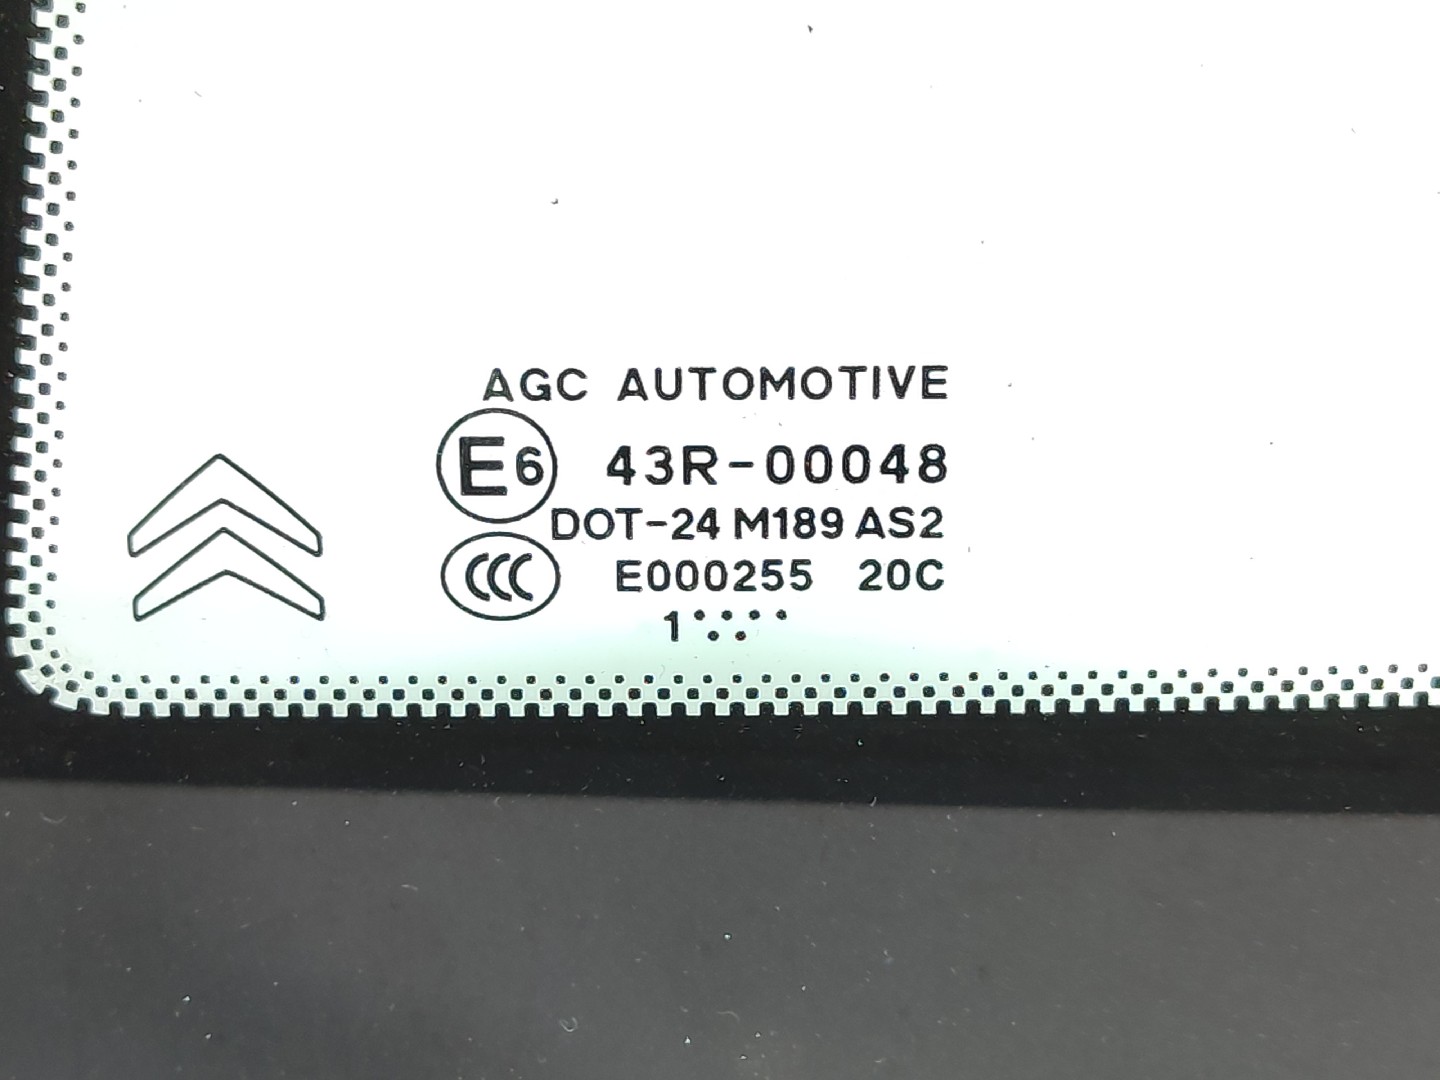 AGC AUTOMOTIVE
E6 43R-00048
DOT-24 M189 AS2
CCC E000255 20C
1